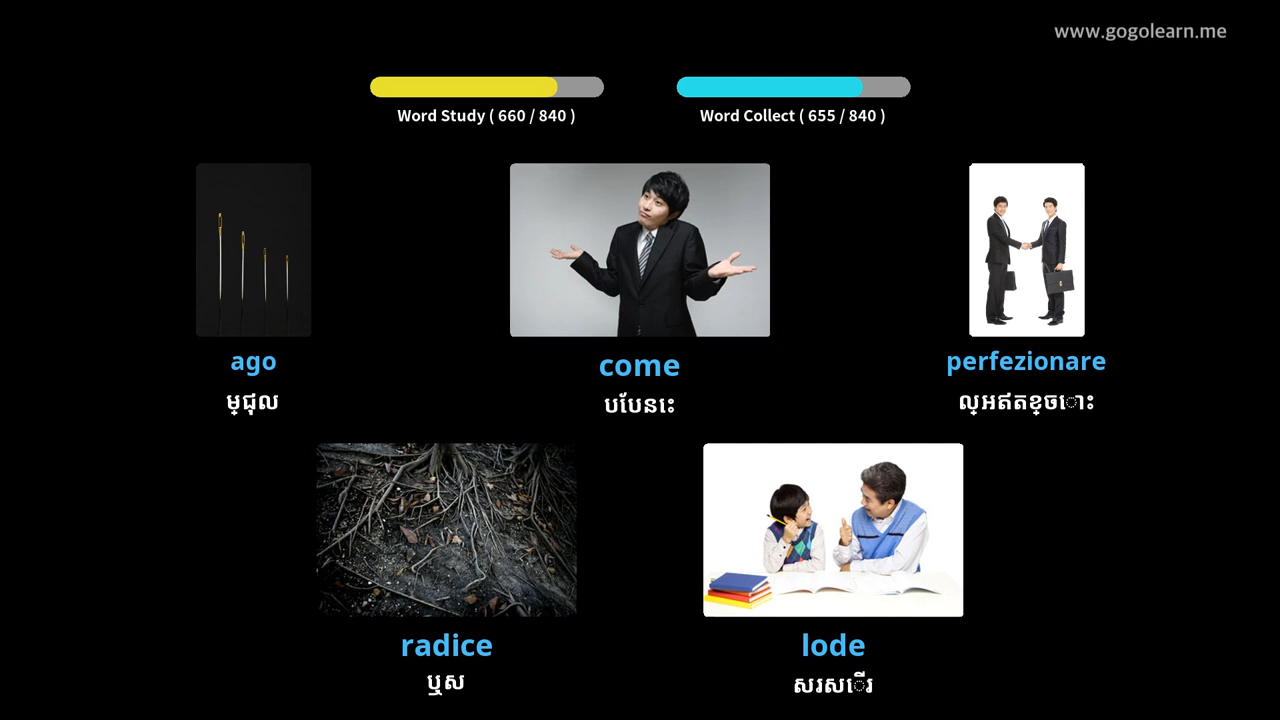 www.gogolearn.me
Word Study ( 660 / 840 )
Word Collect ( 655 / 840 )
ago
ម្ជុល
come
បបែនេះ
perfezionare
ល្អឥតខ្ចោះ
radice
ឬស
lode
សរសើរ